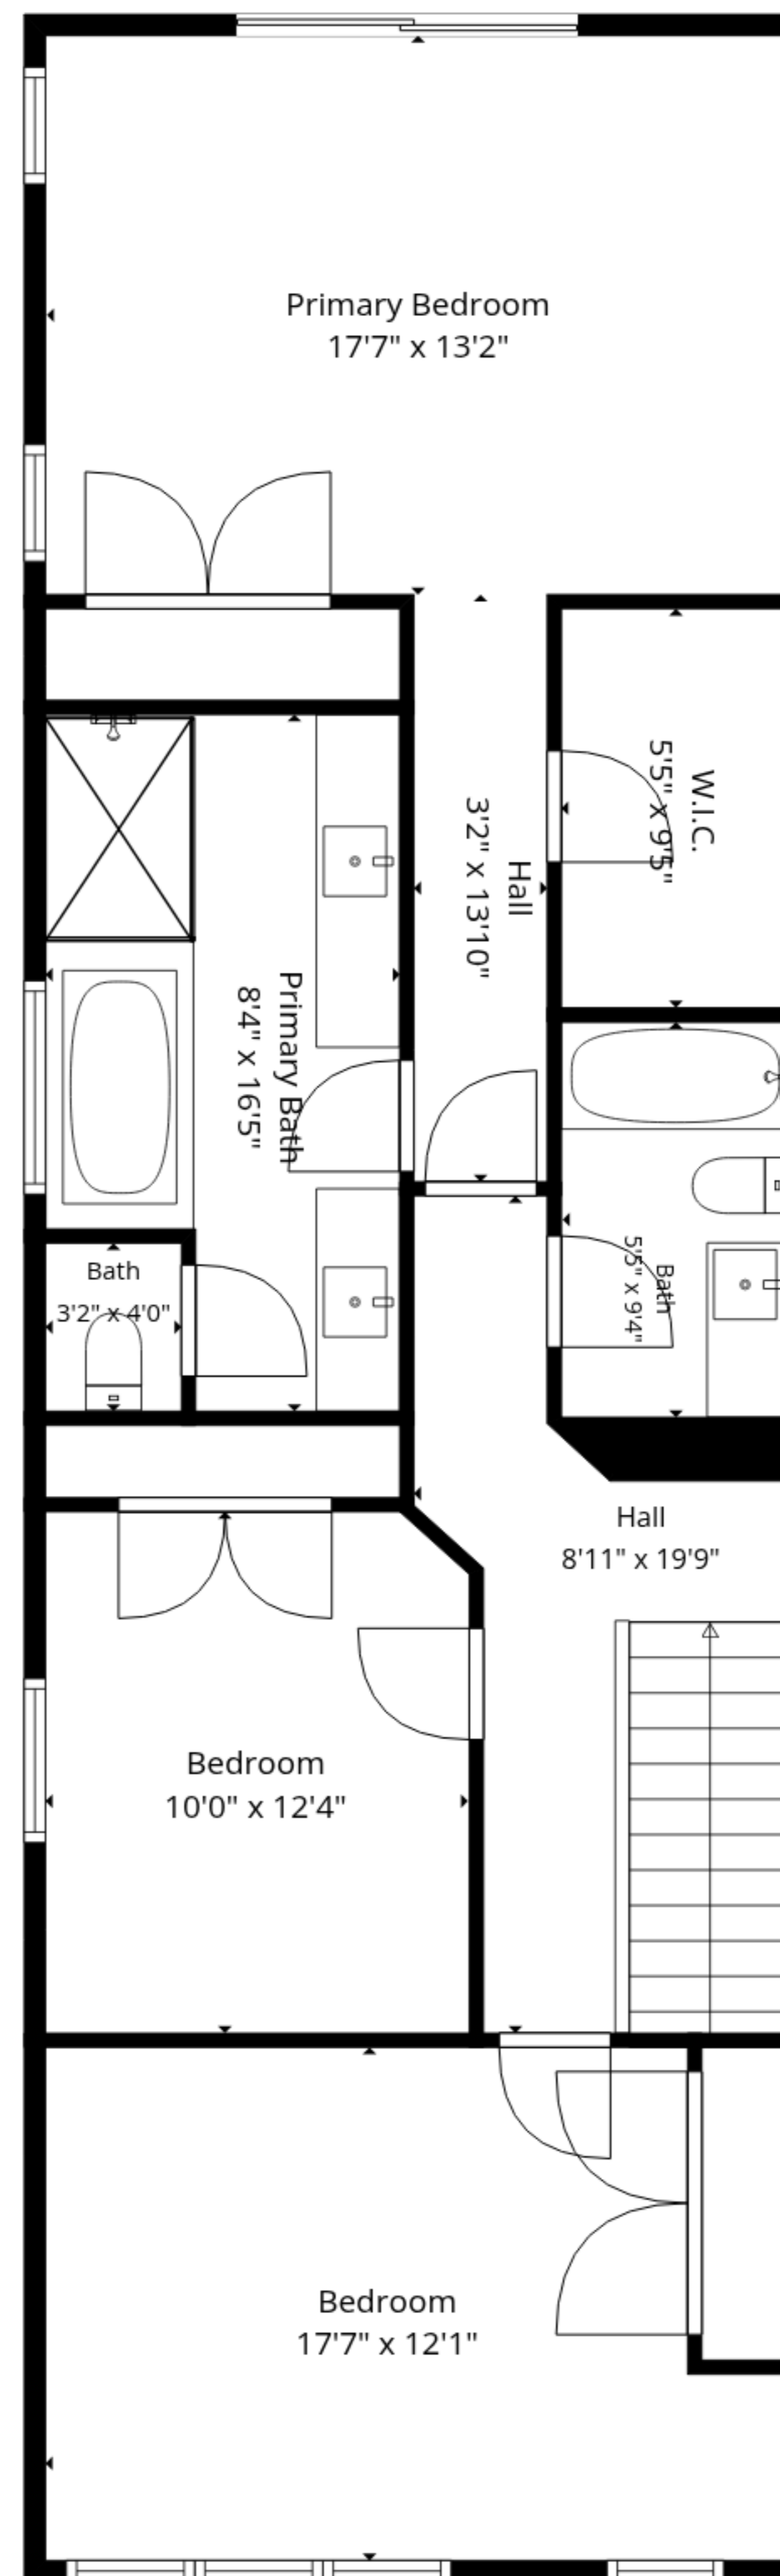 Primary Bedroom
17'7" x 13'2"
W.I.C.
5'5" x 9'5"
Hall
3'2" x 13'10"
Primary Bath
8'4" x 16'5"
Bath
3'2" x 4'0"
Bath
5'5" x 9'4"
Hall
8'11" x 19'9"
Bedroom
10'0" x 12'4"
Bedroom
17'7" x 12'1"